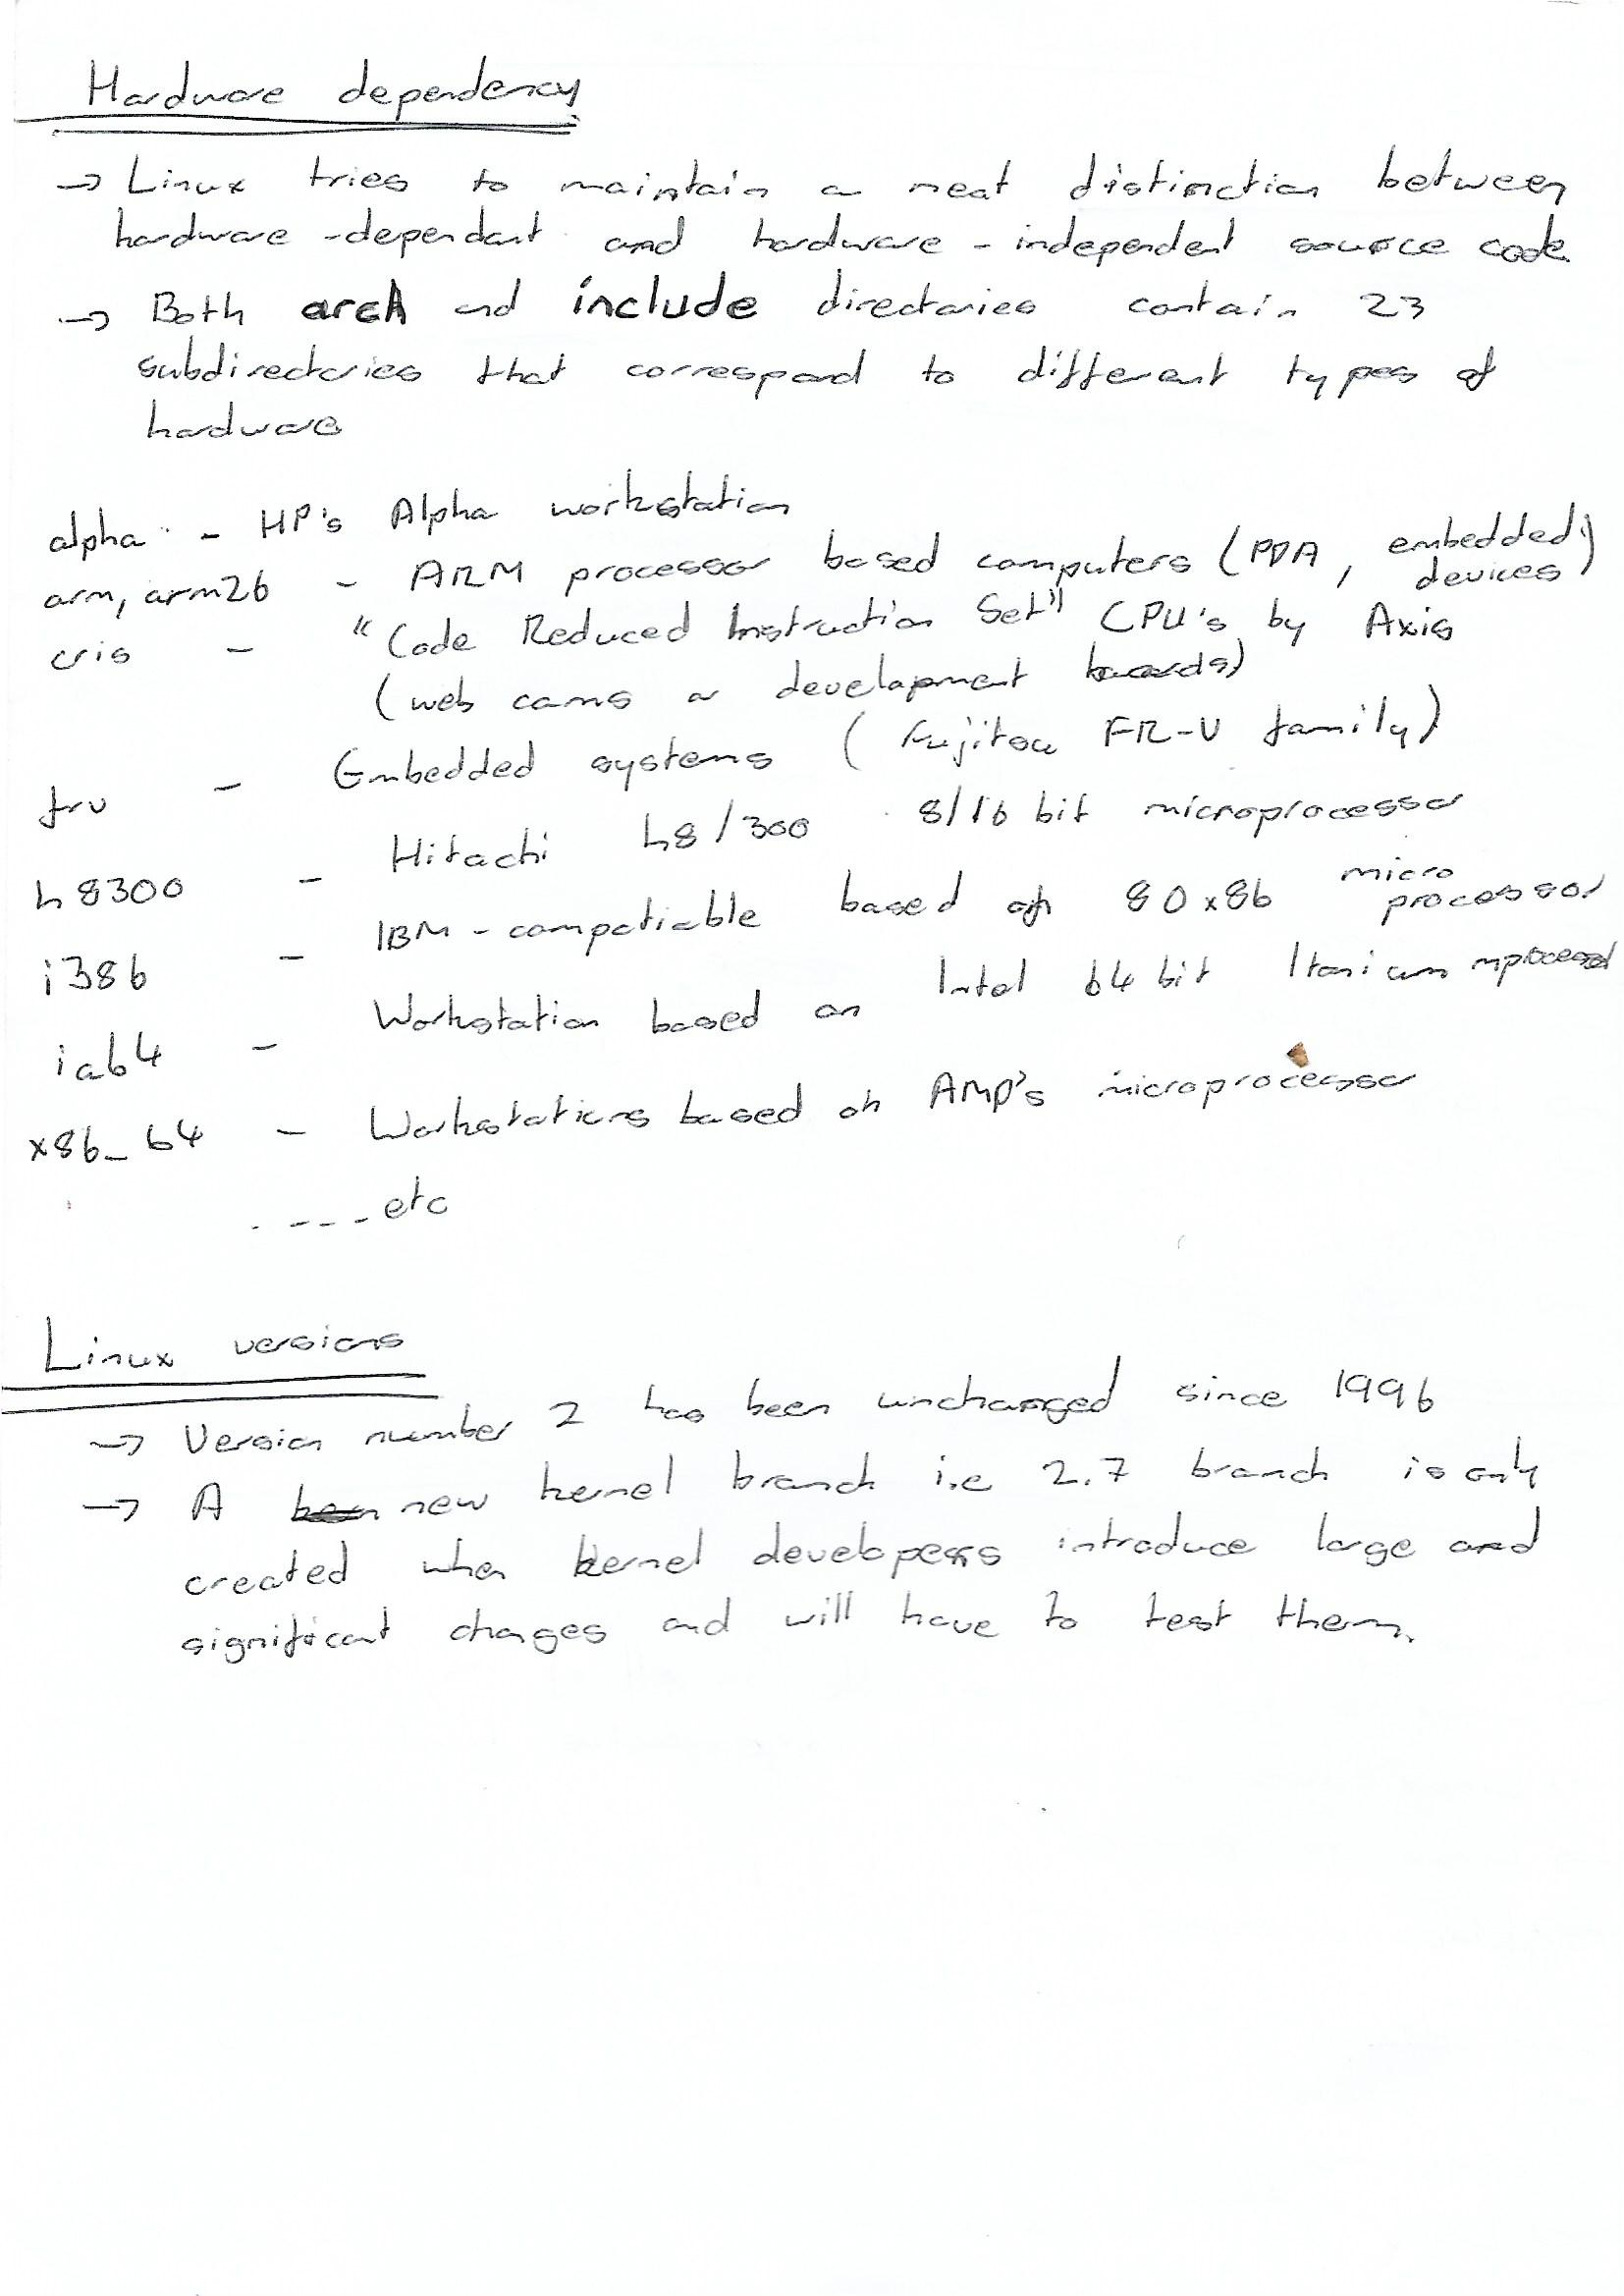 Hardware dependency
→ Linux tries to maintain a neat distinction between
hardware-dependant and hardware-independent source code
→ Both arch and include directories contain 23
subdirectories that correspond to different types of
hardware
alpha - HP's Alpha workstation
arm, arm26 - ARM processor based computers (PDA, embedded devices)
cris - "Code Reduced Instruction Set" CPU's by Axis
(web cams or development boards)
frv - Embedded systems (Fujitsu FR-V family)
h8300 - Hitachi h8/300 8/16 bit microprocessor
i386 - IBM-compatiable based on 80x86 micro processor
ia64 - Workstation based on Intel 64 bit Itanium
x86_64 - Workstations based on AMD's microprocessor
----etc
Linux versions
→ Version number 2 has been unchanged since 1996
→ A new kernel branch i.e 2.7 branch is only
created when kernel developers introduce large and
significant changes and will have to test them.